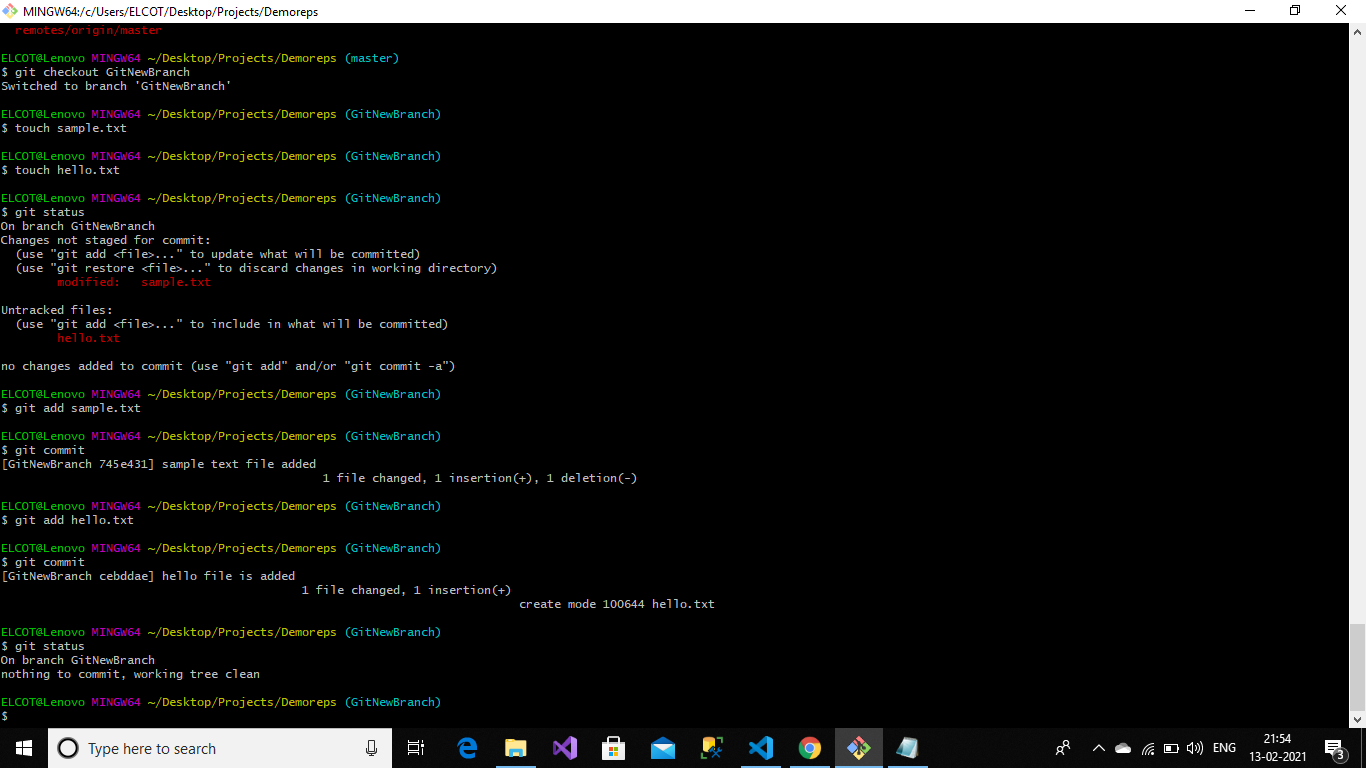 MINGW64:/c/Users/ELCOT/Desktop/Projects/Demoreps
remotes/origin/master
ELCOT@Lenovo MINGW64 ~/Desktop/Projects/Demoreps (master)
$ git checkout GitNewBranch
Switched to branch 'GitNewBranch'
ELCOT@Lenovo MINGW64 ~/Desktop/Projects/Demoreps (GitNewBranch)
$ touch sample.txt
ELCOT@Lenovo MINGW64 ~/Desktop/Projects/Demoreps (GitNewBranch)
$ touch hello.txt
ELCOT@Lenovo MINGW64 ~/Desktop/Projects/Demoreps (GitNewBranch)
$ git status
On branch GitNewBranch
Changes not staged for commit:
(use "git add <file>..." to update what will be committed)
(use "git restore <file>..." to discard changes in working directory)
modified: sample.txt
Untracked files:
(use "git add <file>..." to include in what will be committed)
hello.txt
no changes added to commit (use "git add" and/or "git commit -a")
ELCOT@Lenovo MINGW64 ~/Desktop/Projects/Demoreps (GitNewBranch)
$ git add sample.txt
ELCOT@Lenovo MINGW64 ~/Desktop/Projects/Demoreps (GitNewBranch)
$ git commit
[GitNewBranch 745e431] sample text file added
1 file changed, 1 insertion(+), 1 deletion(-)
ELCOT@Lenovo MINGW64 ~/Desktop/Projects/Demoreps (GitNewBranch)
$ git add hello.txt
ELCOT@Lenovo MINGW64 ~/Desktop/Projects/Demoreps (GitNewBranch)
$ git commit
[GitNewBranch cebddae] hello file is added
1 file changed, 1 insertion(+)
create mode 100644 hello.txt
ELCOT@Lenovo MINGW64 ~/Desktop/Projects/Demoreps (GitNewBranch)
$ git status
On branch GitNewBranch
nothing to commit, working tree clean
ELCOT@Lenovo MINGW64 ~/Desktop/Projects/Demoreps (GitNewBranch)
$
Type here to search
ENG
21:54
13-02-2021
3